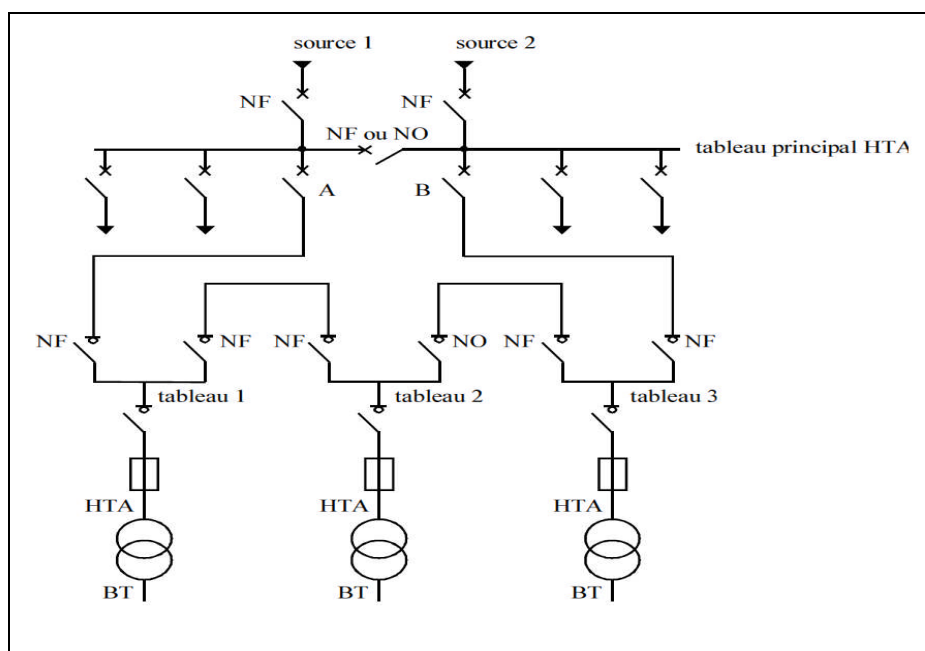 source 1
source 2
NF
NF
NF ou NO
tableau principal HTA
A
B
NF
NF
NF
NO
NF
NF
tableau 1
tableau 2
tableau 3
HTA
HTA
HTA
BT
BT
BT